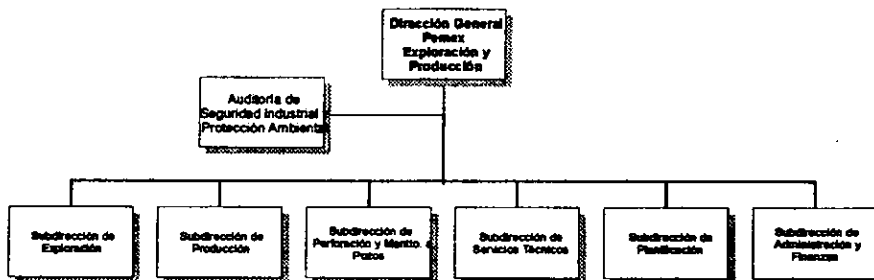 Dirección General
Pemex
Exploración y
Producción
Auditoría de
Seguridad Industrial
Protección Ambiental
Subdirección de
Exploración
Subdirección de
Producción
Subdirección de
Perforación y Mantto. a
Pozos
Subdirección de
Servicios Técnicos
Subdirección de
Planificación
Subdirección de
Administración y
Finanzas